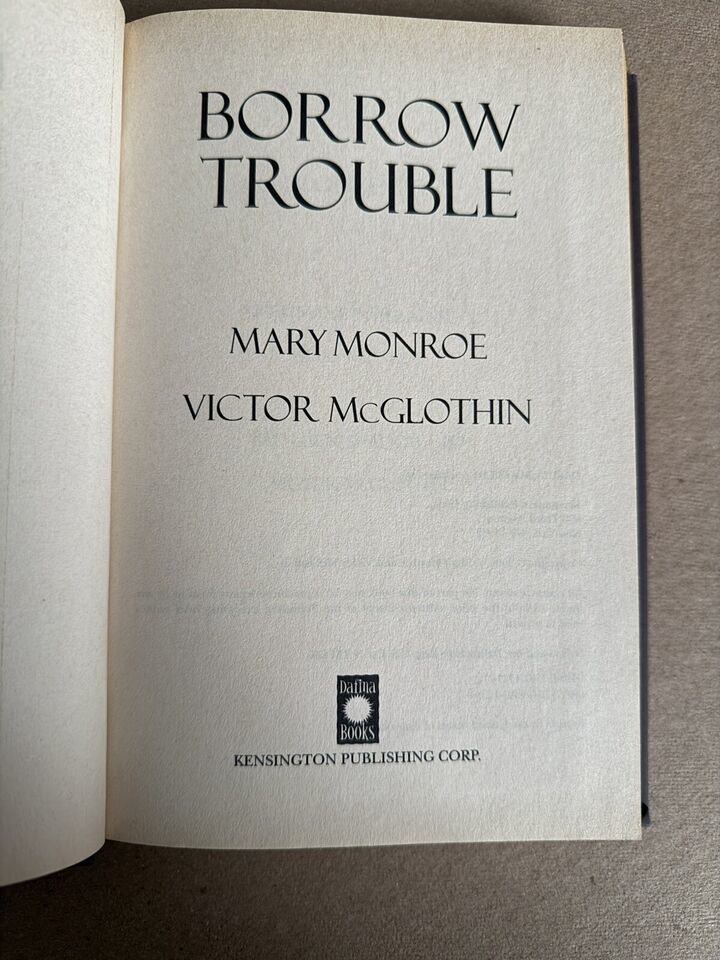 BORROW
TROUBLE
MARY MONROE
VICTOR McGLOTHIN
Dafina
BOOKS
KENSINGTON PUBLISHING CORP.